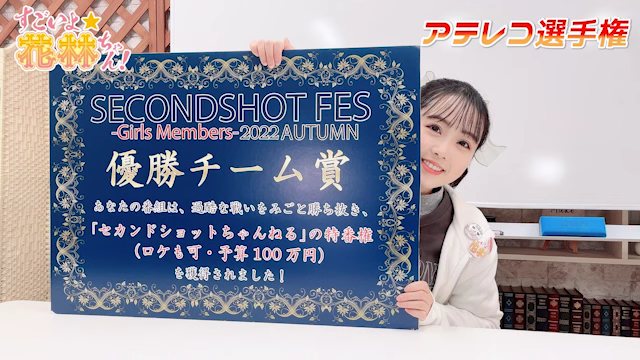 すごいよ★
花林ちゃん!
アテレコ選手権
SECONDSHOT FES
-Girls Members-2022 AUTUMN
優勝チーム賞
あなたの番組は、過酷な戦いをみごと勝ち抜き、
「セカンドショットちゃんねる」の特番権
(ロケも可・予算100万円)
を獲得されました!